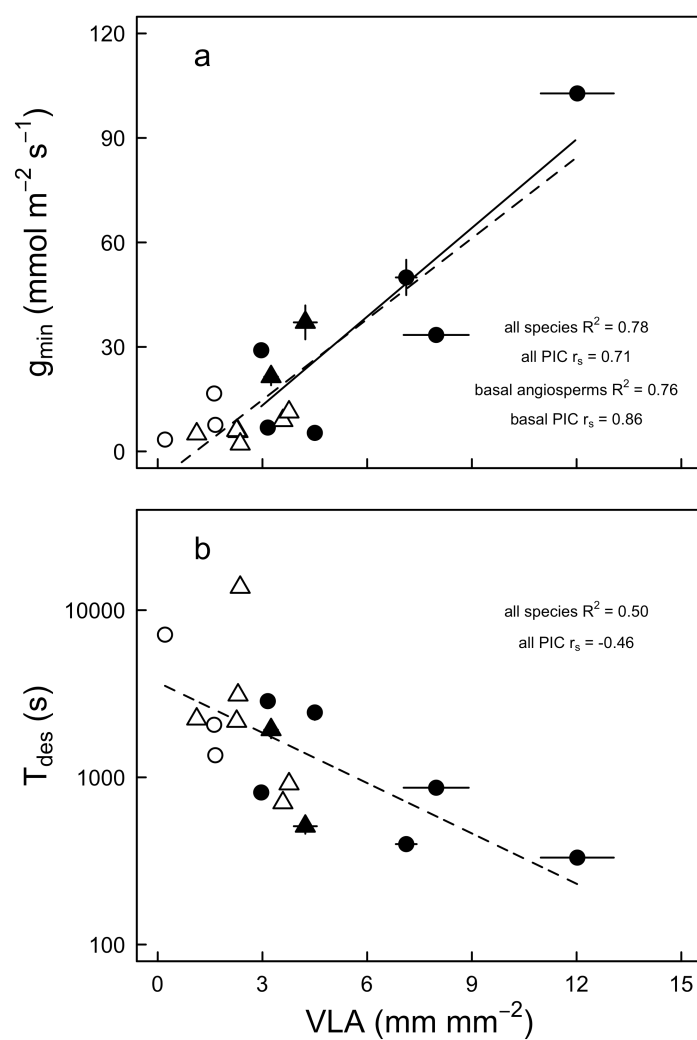 120
a
90
60
30
0
g_min (mmol m⁻² s⁻¹)
all species R² = 0.78
all PIC r_s = 0.71
basal angiosperms R² = 0.76
basal PIC r_s = 0.86
b
10000
1000
100
T_des (s)
all species R² = 0.50
all PIC r_s = -0.46
0 3 6 9 12 15
VLA (mm mm⁻²)